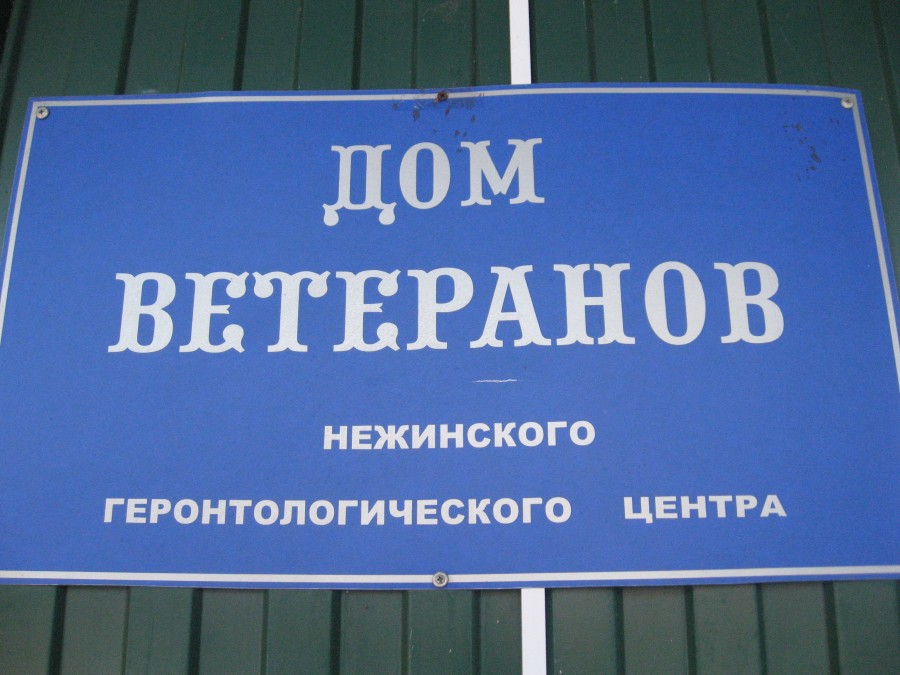 ДОМ
ВЕТЕРАНОВ
НЕЖИНСКОГО
ГЕРОНТОЛОГИЧЕСКОГО ЦЕНТРА